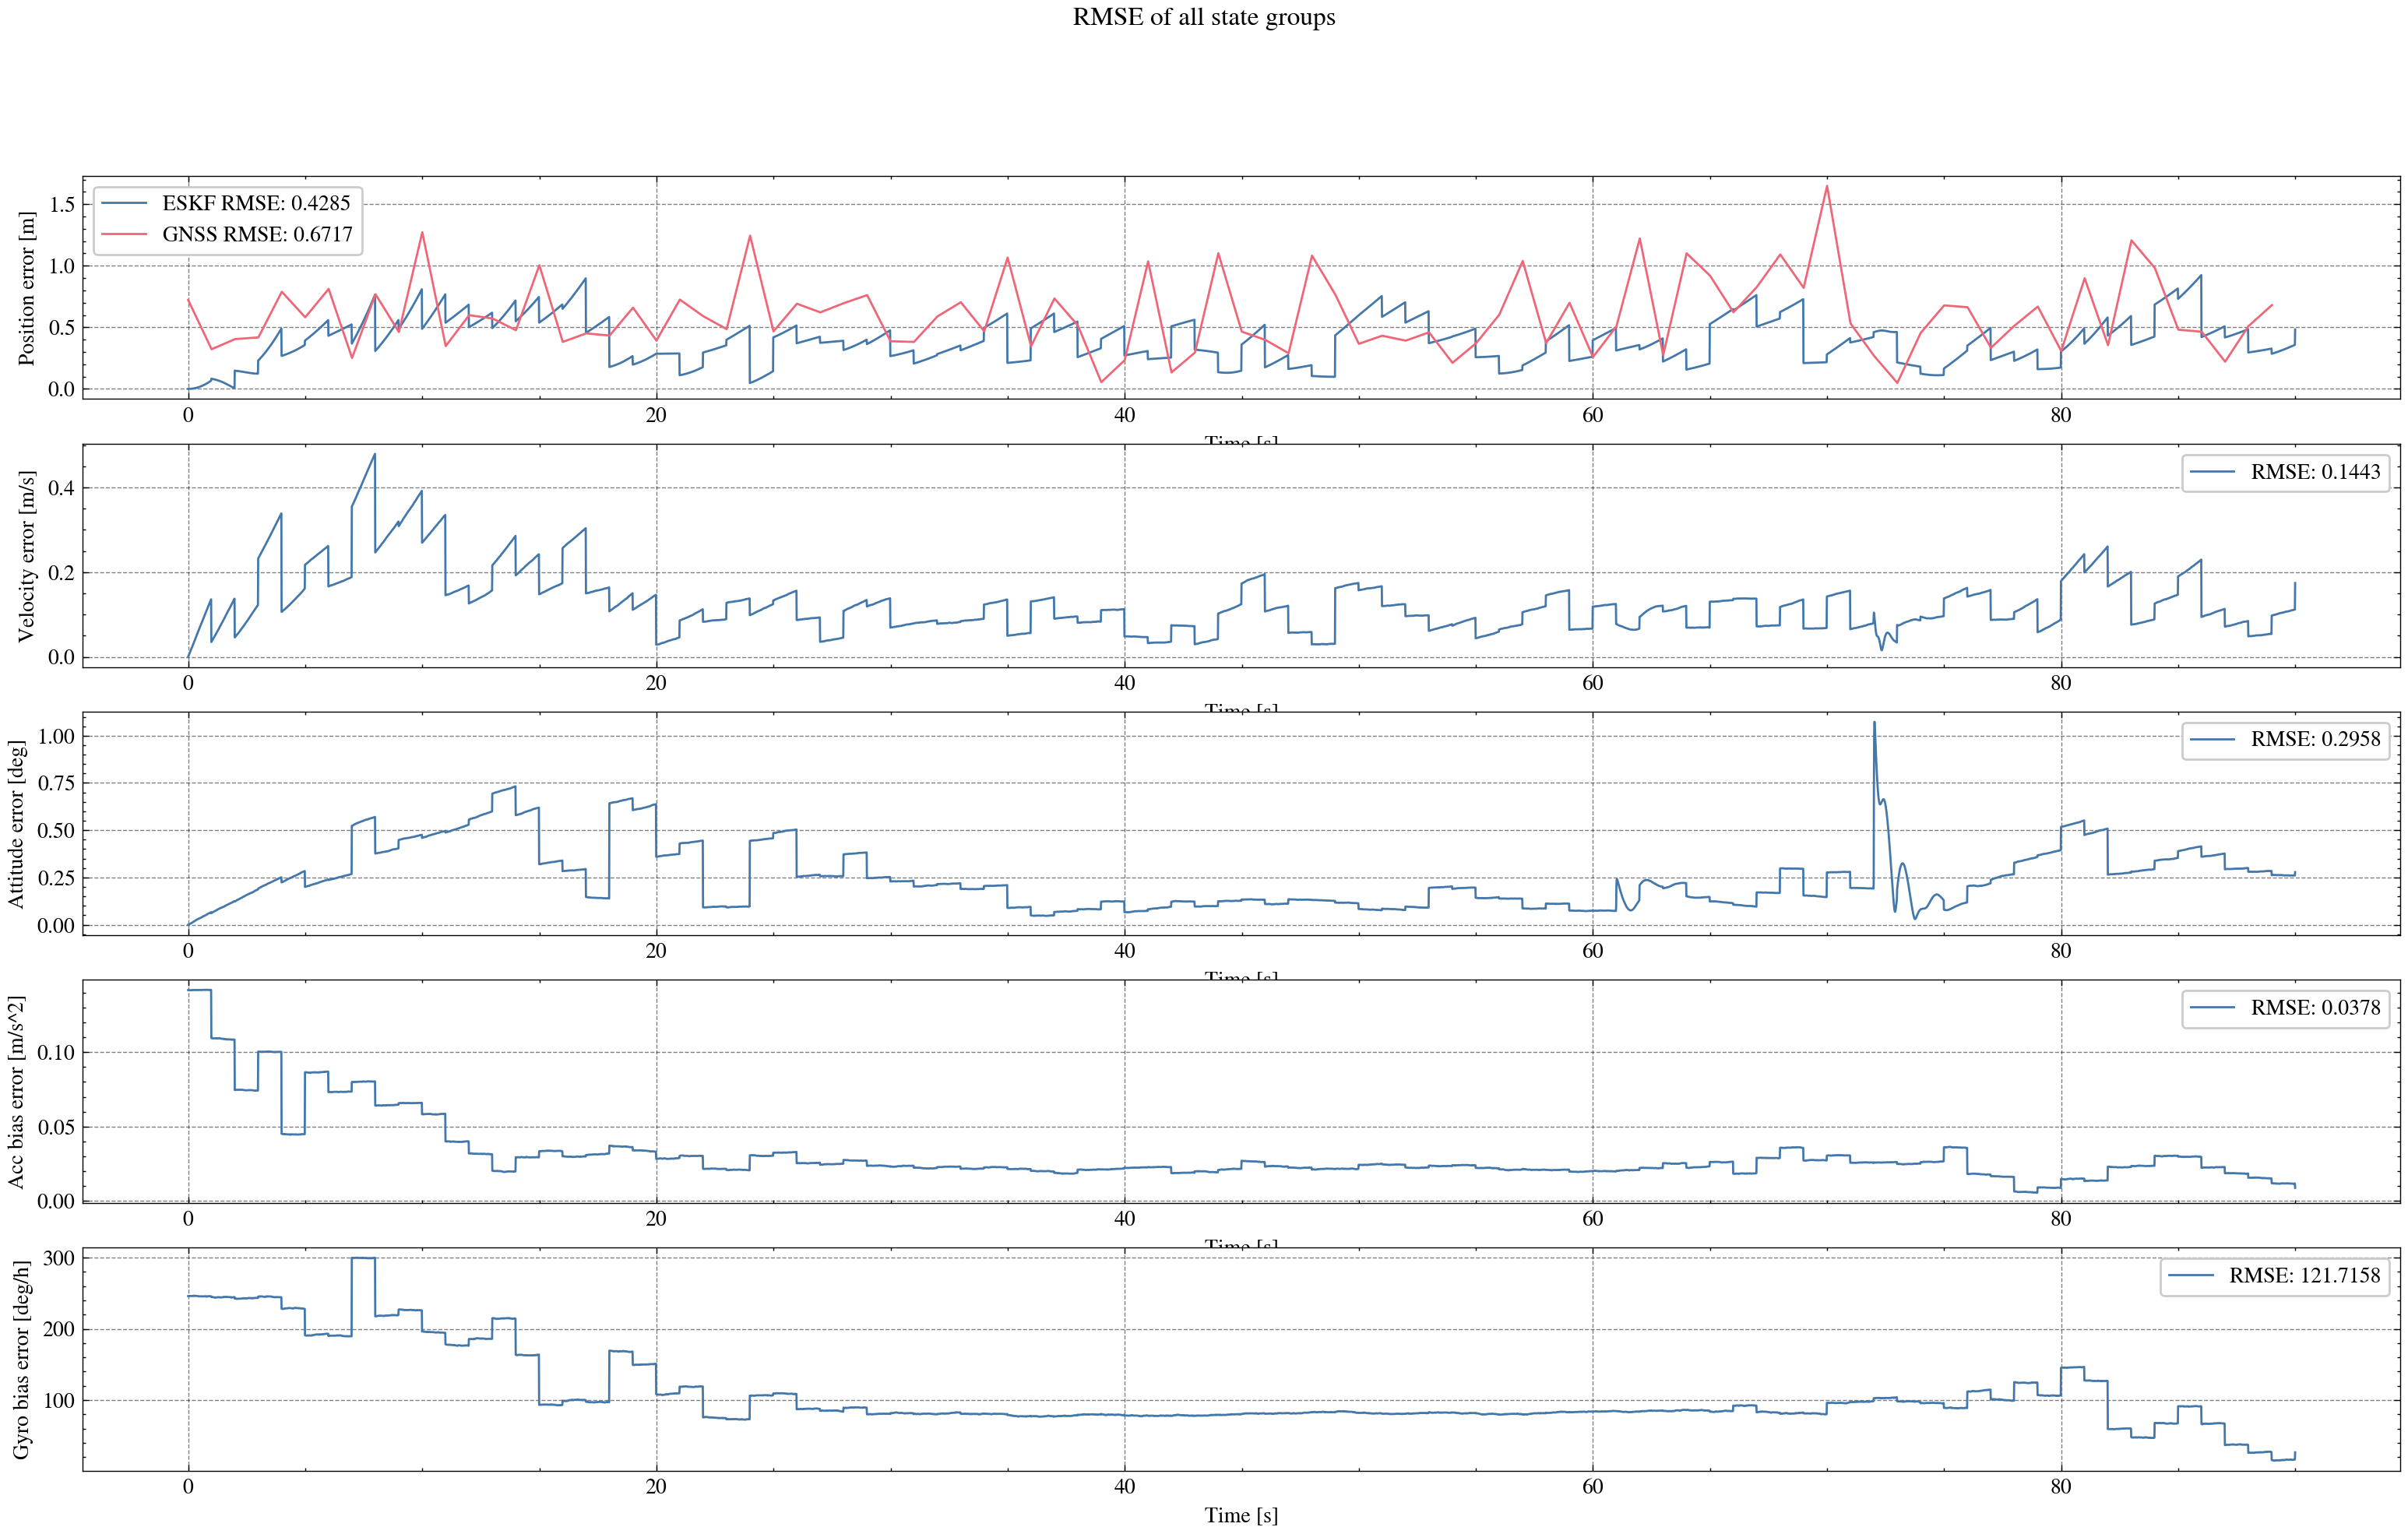 RMSE of all state groups
Position error [m]
1.5
1.0
0.5
0.0
ESKF RMSE: 0.4285
GNSS RMSE: 0.6717
0 20 40 60 80
Time [s]
Velocity error [m/s]
0.4
0.2
0.0
RMSE: 0.1443
0 20 40 60 80
Time [s]
Attitude error [deg]
1.00
0.75
0.50
0.25
0.00
RMSE: 0.2958
0 20 40 60 80
Time [s]
Acc bias error [m/s^2]
0.10
0.05
0.00
RMSE: 0.0378
0 20 40 60 80
Time [s]
Gyro bias error [deg/h]
300
200
100
RMSE: 121.7158
0 20 40 60 80
Time [s]